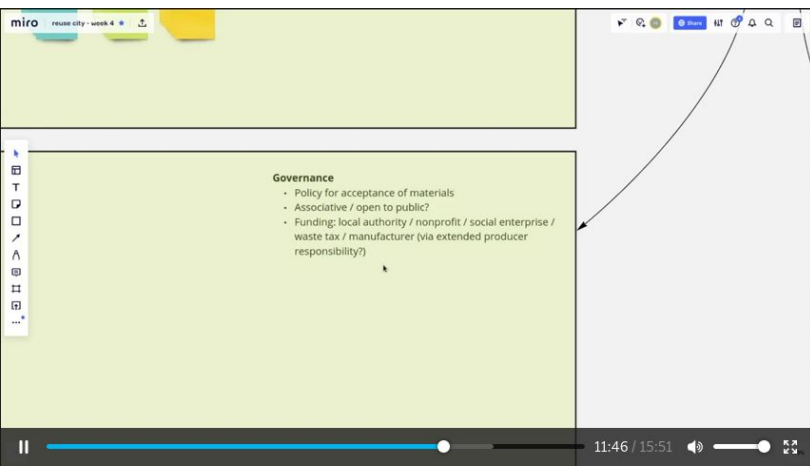 miro reuse city - week 4 Share
Governance
• Policy for acceptance of materials
• Associative / open to public?
• Funding: local authority / nonprofit / social enterprise /
waste tax / manufacturer (via extended producer
responsibility?)
T
11:46 / 15:51